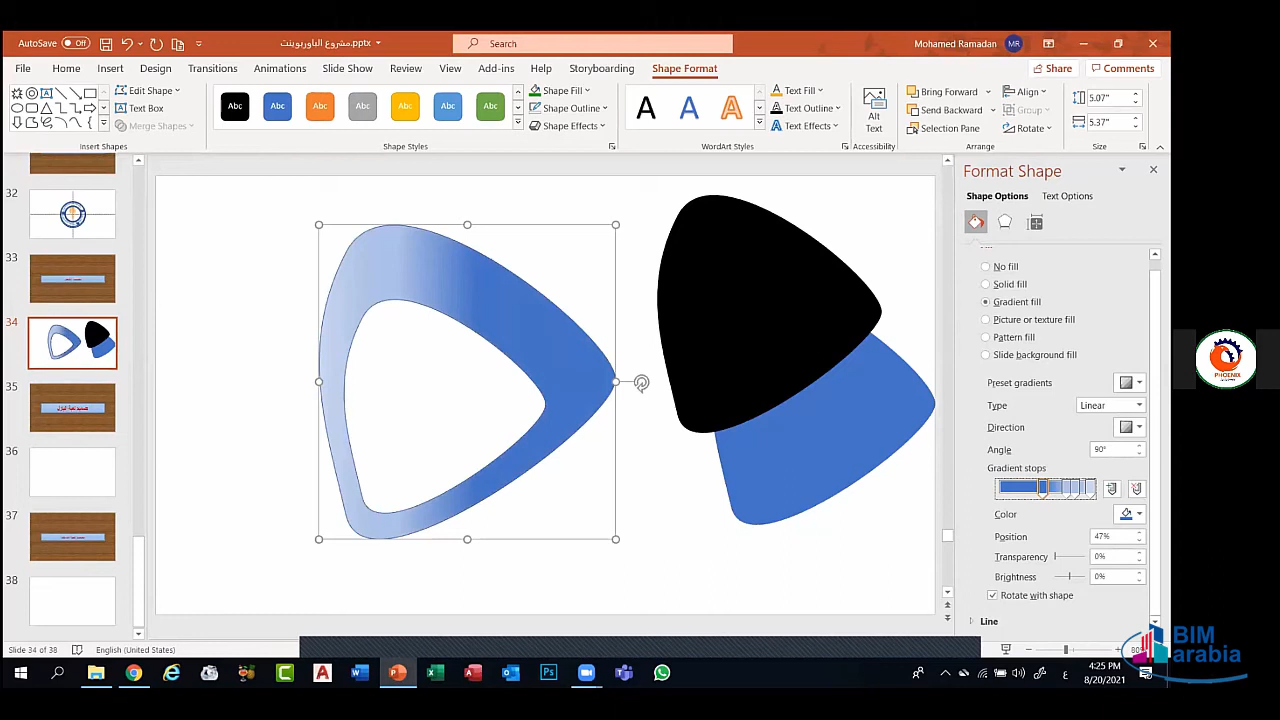 AutoSave Off
مشروع الباوربوينت.pptx
Search
Mohamed Ramadan MR
File Home Insert Design Transitions Animations Slide Show Review View Add-ins Help Storyboarding Shape Format
Share Comments
Edit Shape
Text Box
Merge Shapes
Insert Shapes
Abc Abc Abc Abc Abc Abc Abc
Shape Fill
Shape Outline
Shape Effects
Shape Styles
A A A
Text Fill
Text Outline
Text Effects
WordArt Styles
Alt
Text
Accessibility
Bring Forward
Send Backward
Selection Pane
Align
Group
Rotate
Arrange
5.07"
5.37"
Size
32
33
34
35
36
37
38
Format Shape
Shape Options Text Options
No fill
Solid fill
Gradient fill
Picture or texture fill
Pattern fill
Slide background fill
Preset gradients
Type Linear
Direction
Angle 90°
Gradient stops
Color
Position 47%
Transparency 0%
Brightness 0%
Rotate with shape
Line
PHOENIX
Slide 34 of 38 English (United States)
BIM
arabia
4:25 PM
8/20/2021